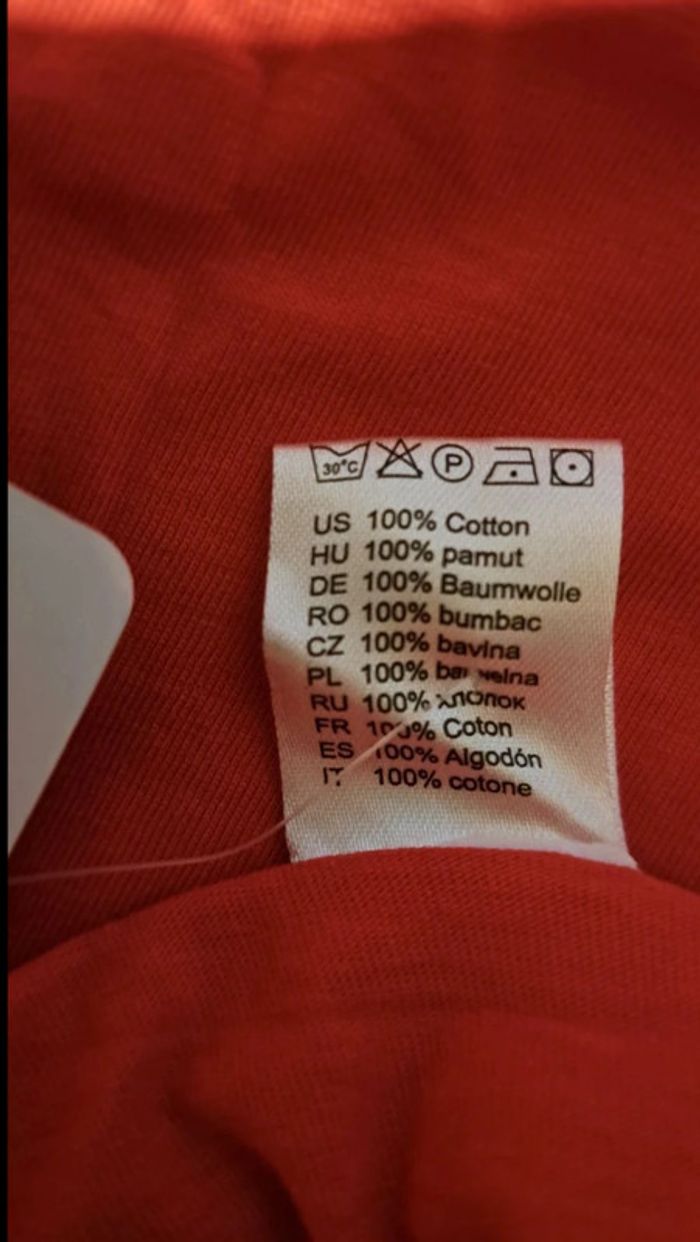 30°C P
US 100% Cotton
HU 100% pamut
DE 100% Baumwolle
RO 100% bumbac
CZ 100% bavlna
PL 100%
RU 100% хлопок
FR 100% Coton
ES 100% Algodón
IT 100% cotone